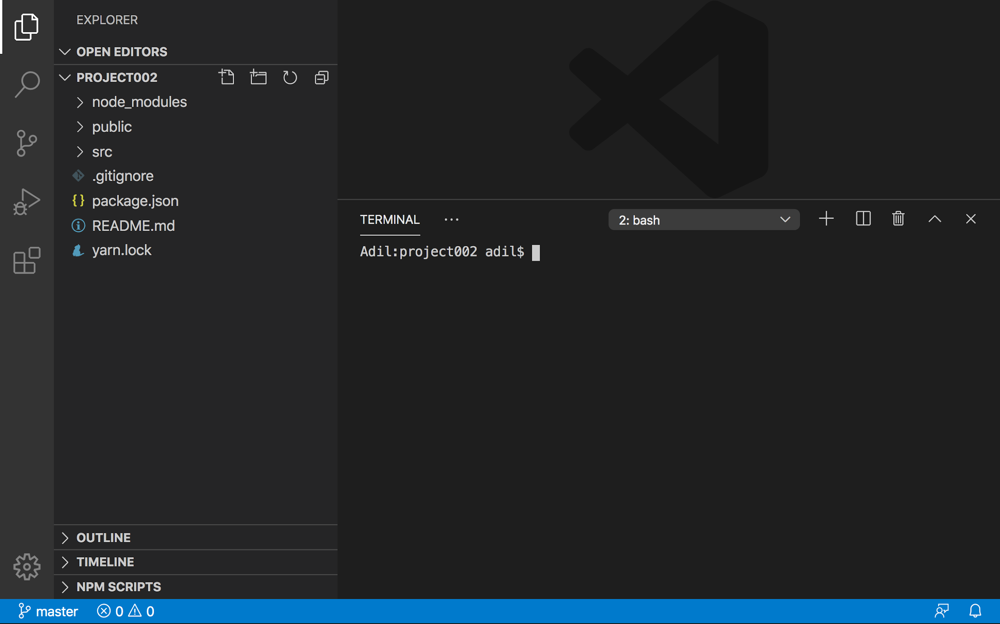 EXPLORER
OPEN EDITORS
PROJECT002
node_modules
public
src
.gitignore
{} package.json
README.md
yarn.lock
OUTLINE
TIMELINE
NPM SCRIPTS
TERMINAL ...
2: bash
Adil:project002 adil$
master 0 0